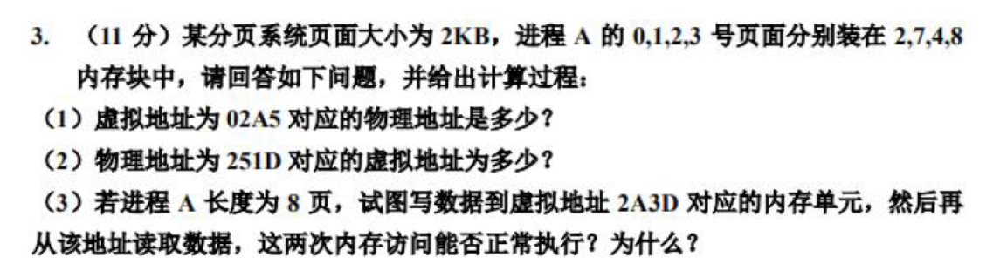 3. （11 分）某分页系统页面大小为 2KB，进程 A 的 0,1,2,3 号页面分别装在 2,7,4,8
内存块中，请回答如下问题，并给出计算过程：
（1）虚拟地址为 02A5 对应的物理地址是多少？
（2）物理地址为 251D 对应的虚拟地址为多少？
（3）若进程 A 长度为 8 页，试图写数据到虚拟地址 2A3D 对应的内存单元，然后再
从该地址读取数据，这两次内存访问能否正常执行？为什么？